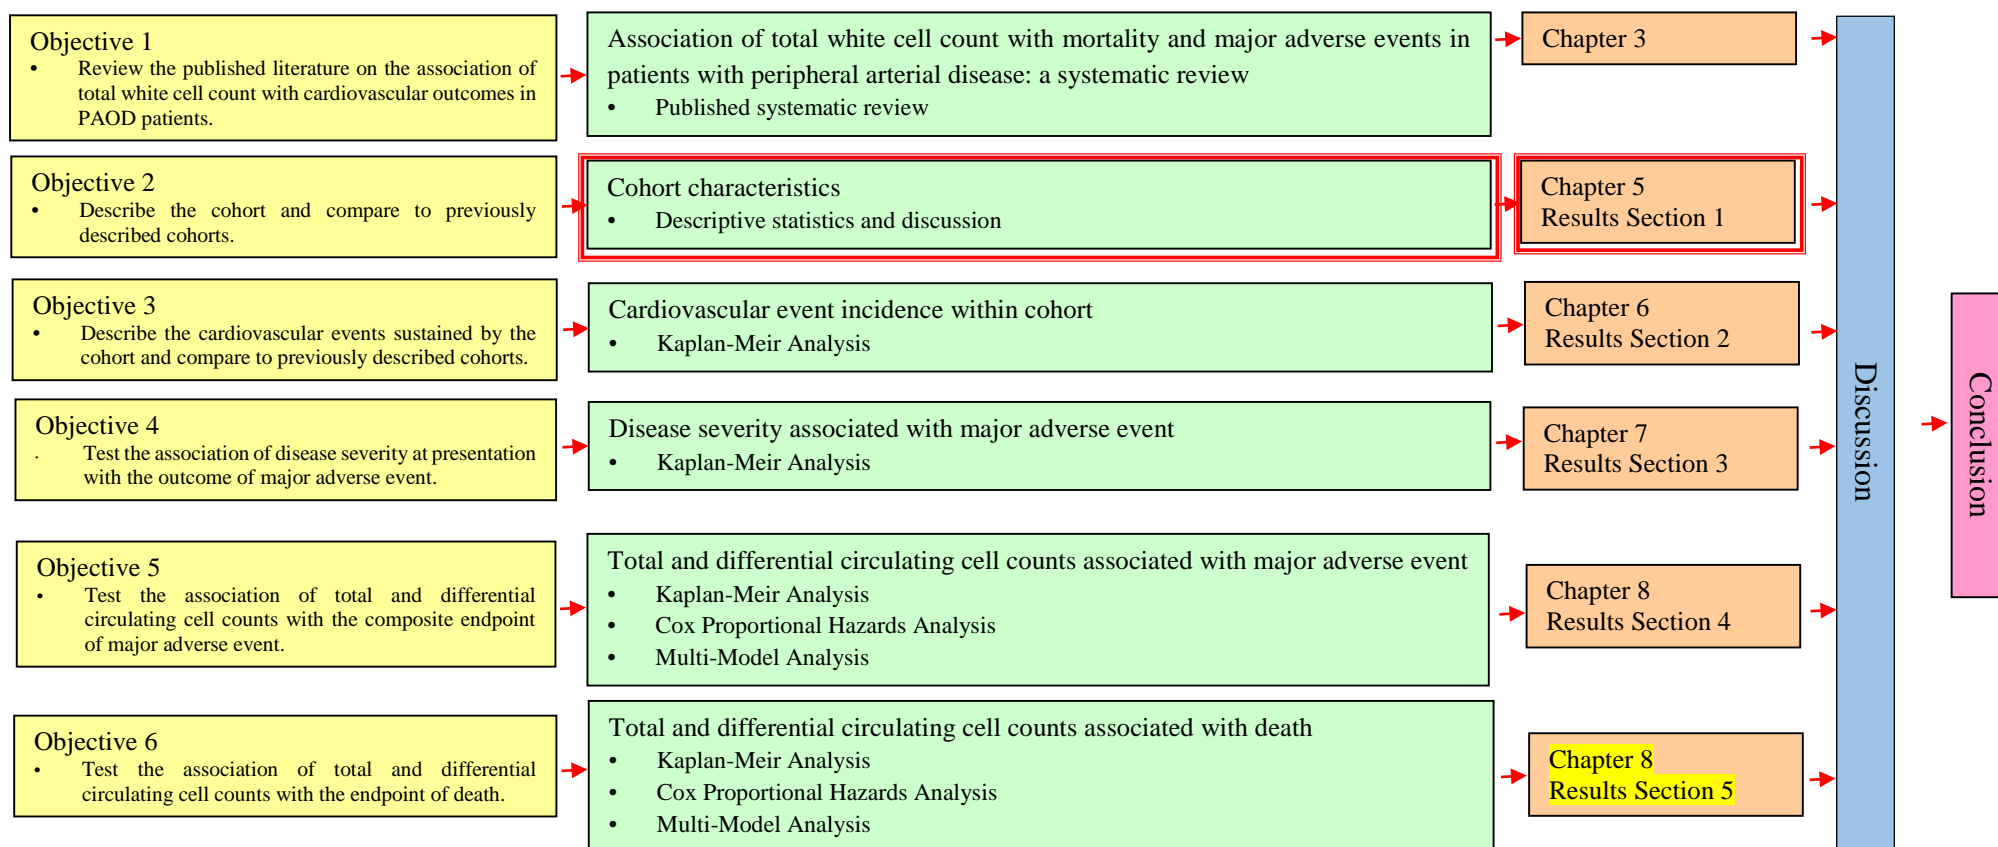 Objective 1
• Review the published literature on the association of
total white cell count with cardiovascular outcomes in
PAOD patients.
Association of total white cell count with mortality and major adverse events in
patients with peripheral arterial disease: a systematic review
• Published systematic review
Chapter 3
Objective 2
• Describe the cohort and compare to previously
described cohorts.
Cohort characteristics
• Descriptive statistics and discussion
Chapter 5
Results Section 1
Objective 3
• Describe the cardiovascular events sustained by the
cohort and compare to previously described cohorts.
Cardiovascular event incidence within cohort
• Kaplan-Meir Analysis
Chapter 6
Results Section 2
Objective 4
. Test the association of disease severity at presentation
with the outcome of major adverse event.
Disease severity associated with major adverse event
• Kaplan-Meir Analysis
Chapter 7
Results Section 3
Objective 5
• Test the association of total and differential
circulating cell counts with the composite endpoint
of major adverse event.
Total and differential circulating cell counts associated with major adverse event
• Kaplan-Meir Analysis
• Cox Proportional Hazards Analysis
• Multi-Model Analysis
Chapter 8
Results Section 4
Objective 6
• Test the association of total and differential
circulating cell counts with the endpoint of death.
Total and differential circulating cell counts associated with death
• Kaplan-Meir Analysis
• Cox Proportional Hazards Analysis
• Multi-Model Analysis
Chapter 8
Results Section 5
Discussion
Conclusion